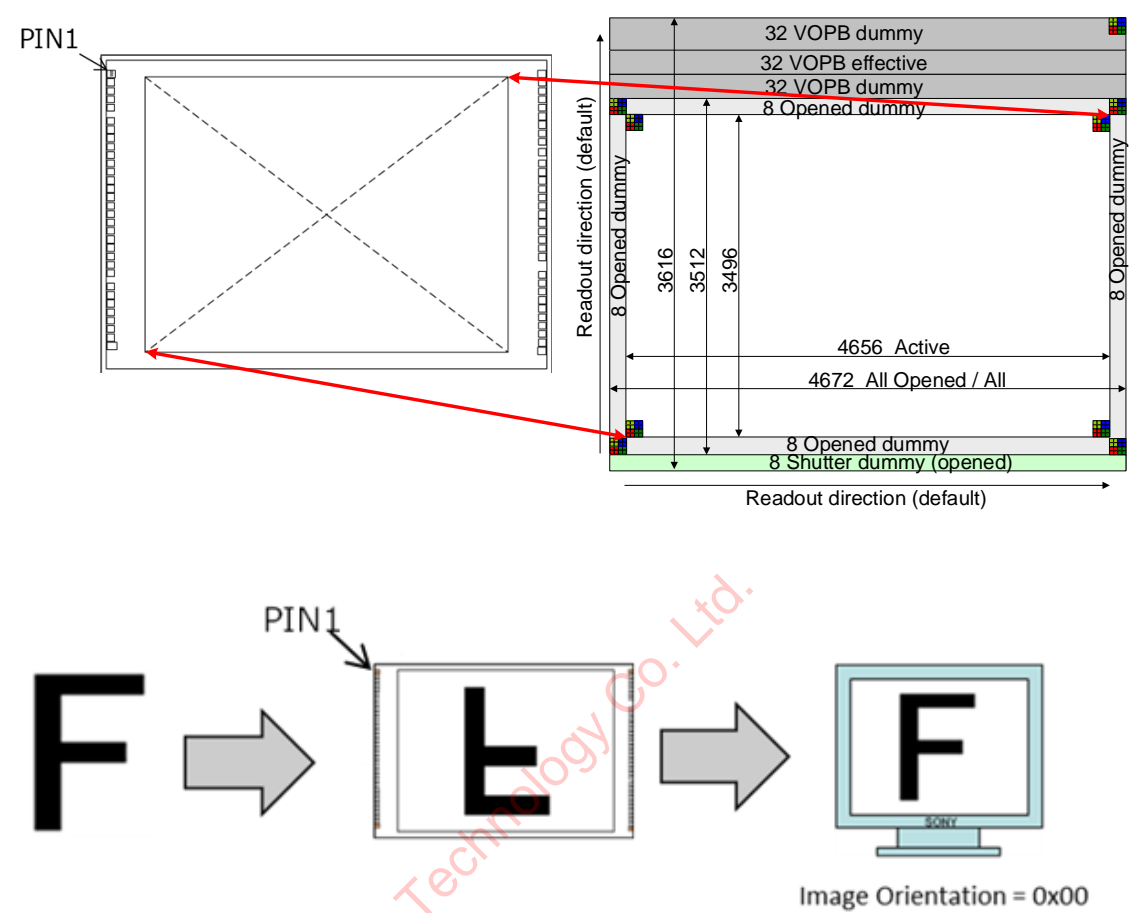 PIN1
32 VOPB dummy
32 VOPB effective
32 VOPB dummy
8 Opened dummy
Readout direction (default)
8 Opened dummy
3616
3512
3496
8 Opened dummy
4656 Active
4672 All Opened / All
8 Opened dummy
8 Shutter dummy (opened)
Readout direction (default)
PIN1
Technology Co. Ltd.
SONY
Image Orientation = 0x00